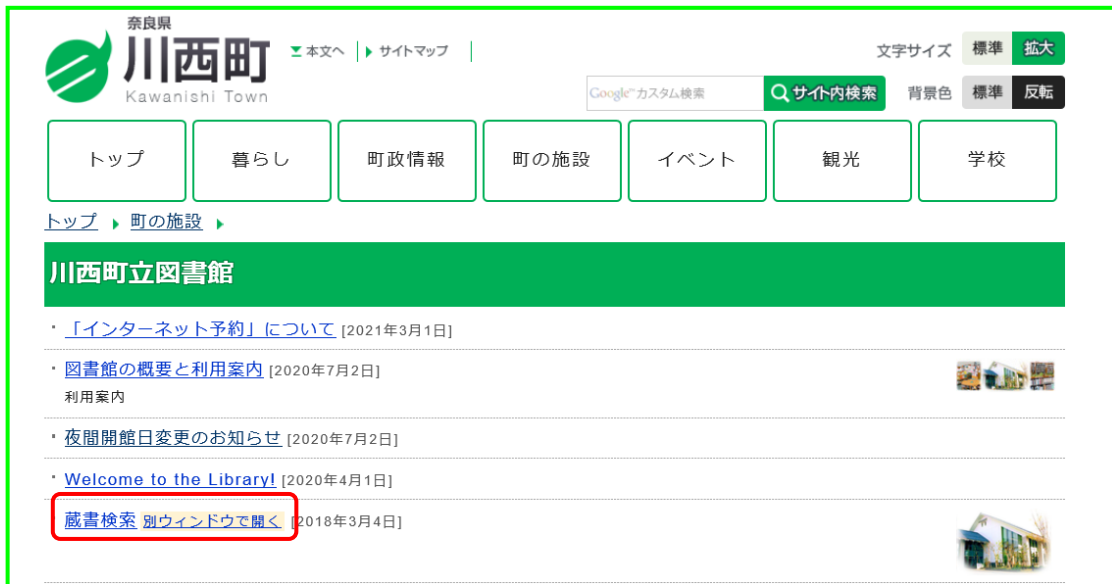 奈良県
川西町
Kawanishi Town
本文へ サイトマップ
文字サイズ 標準 拡大
Google™ カスタム検索 サイト内検索
背景色 標準 反転
トップ 暮らし 町政情報 町の施設 イベント 観光 学校
トップ 町の施設
川西町立図書館
「インターネット予約」について [2021年3月1日]
図書館の概要と利用案内 [2020年7月2日]
利用案内
夜間開館日変更のお知らせ [2020年7月2日]
Welcome to the Library! [2020年4月1日]
蔵書検索 別ウィンドウで開く [2018年3月4日]